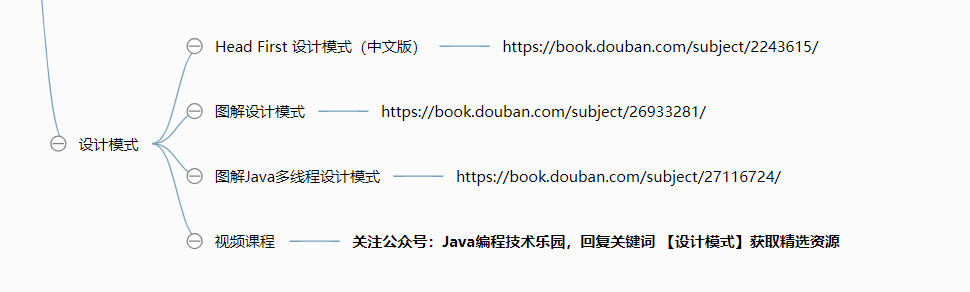 Head First 设计模式（中文版）
https://book.douban.com/subject/2243615/
图解设计模式
https://book.douban.com/subject/26933281/
设计模式
图解Java多线程设计模式
https://book.douban.com/subject/27116724/
视频课程
关注公众号：Java编程技术乐园，回复关键词 【设计模式】获取精选资源